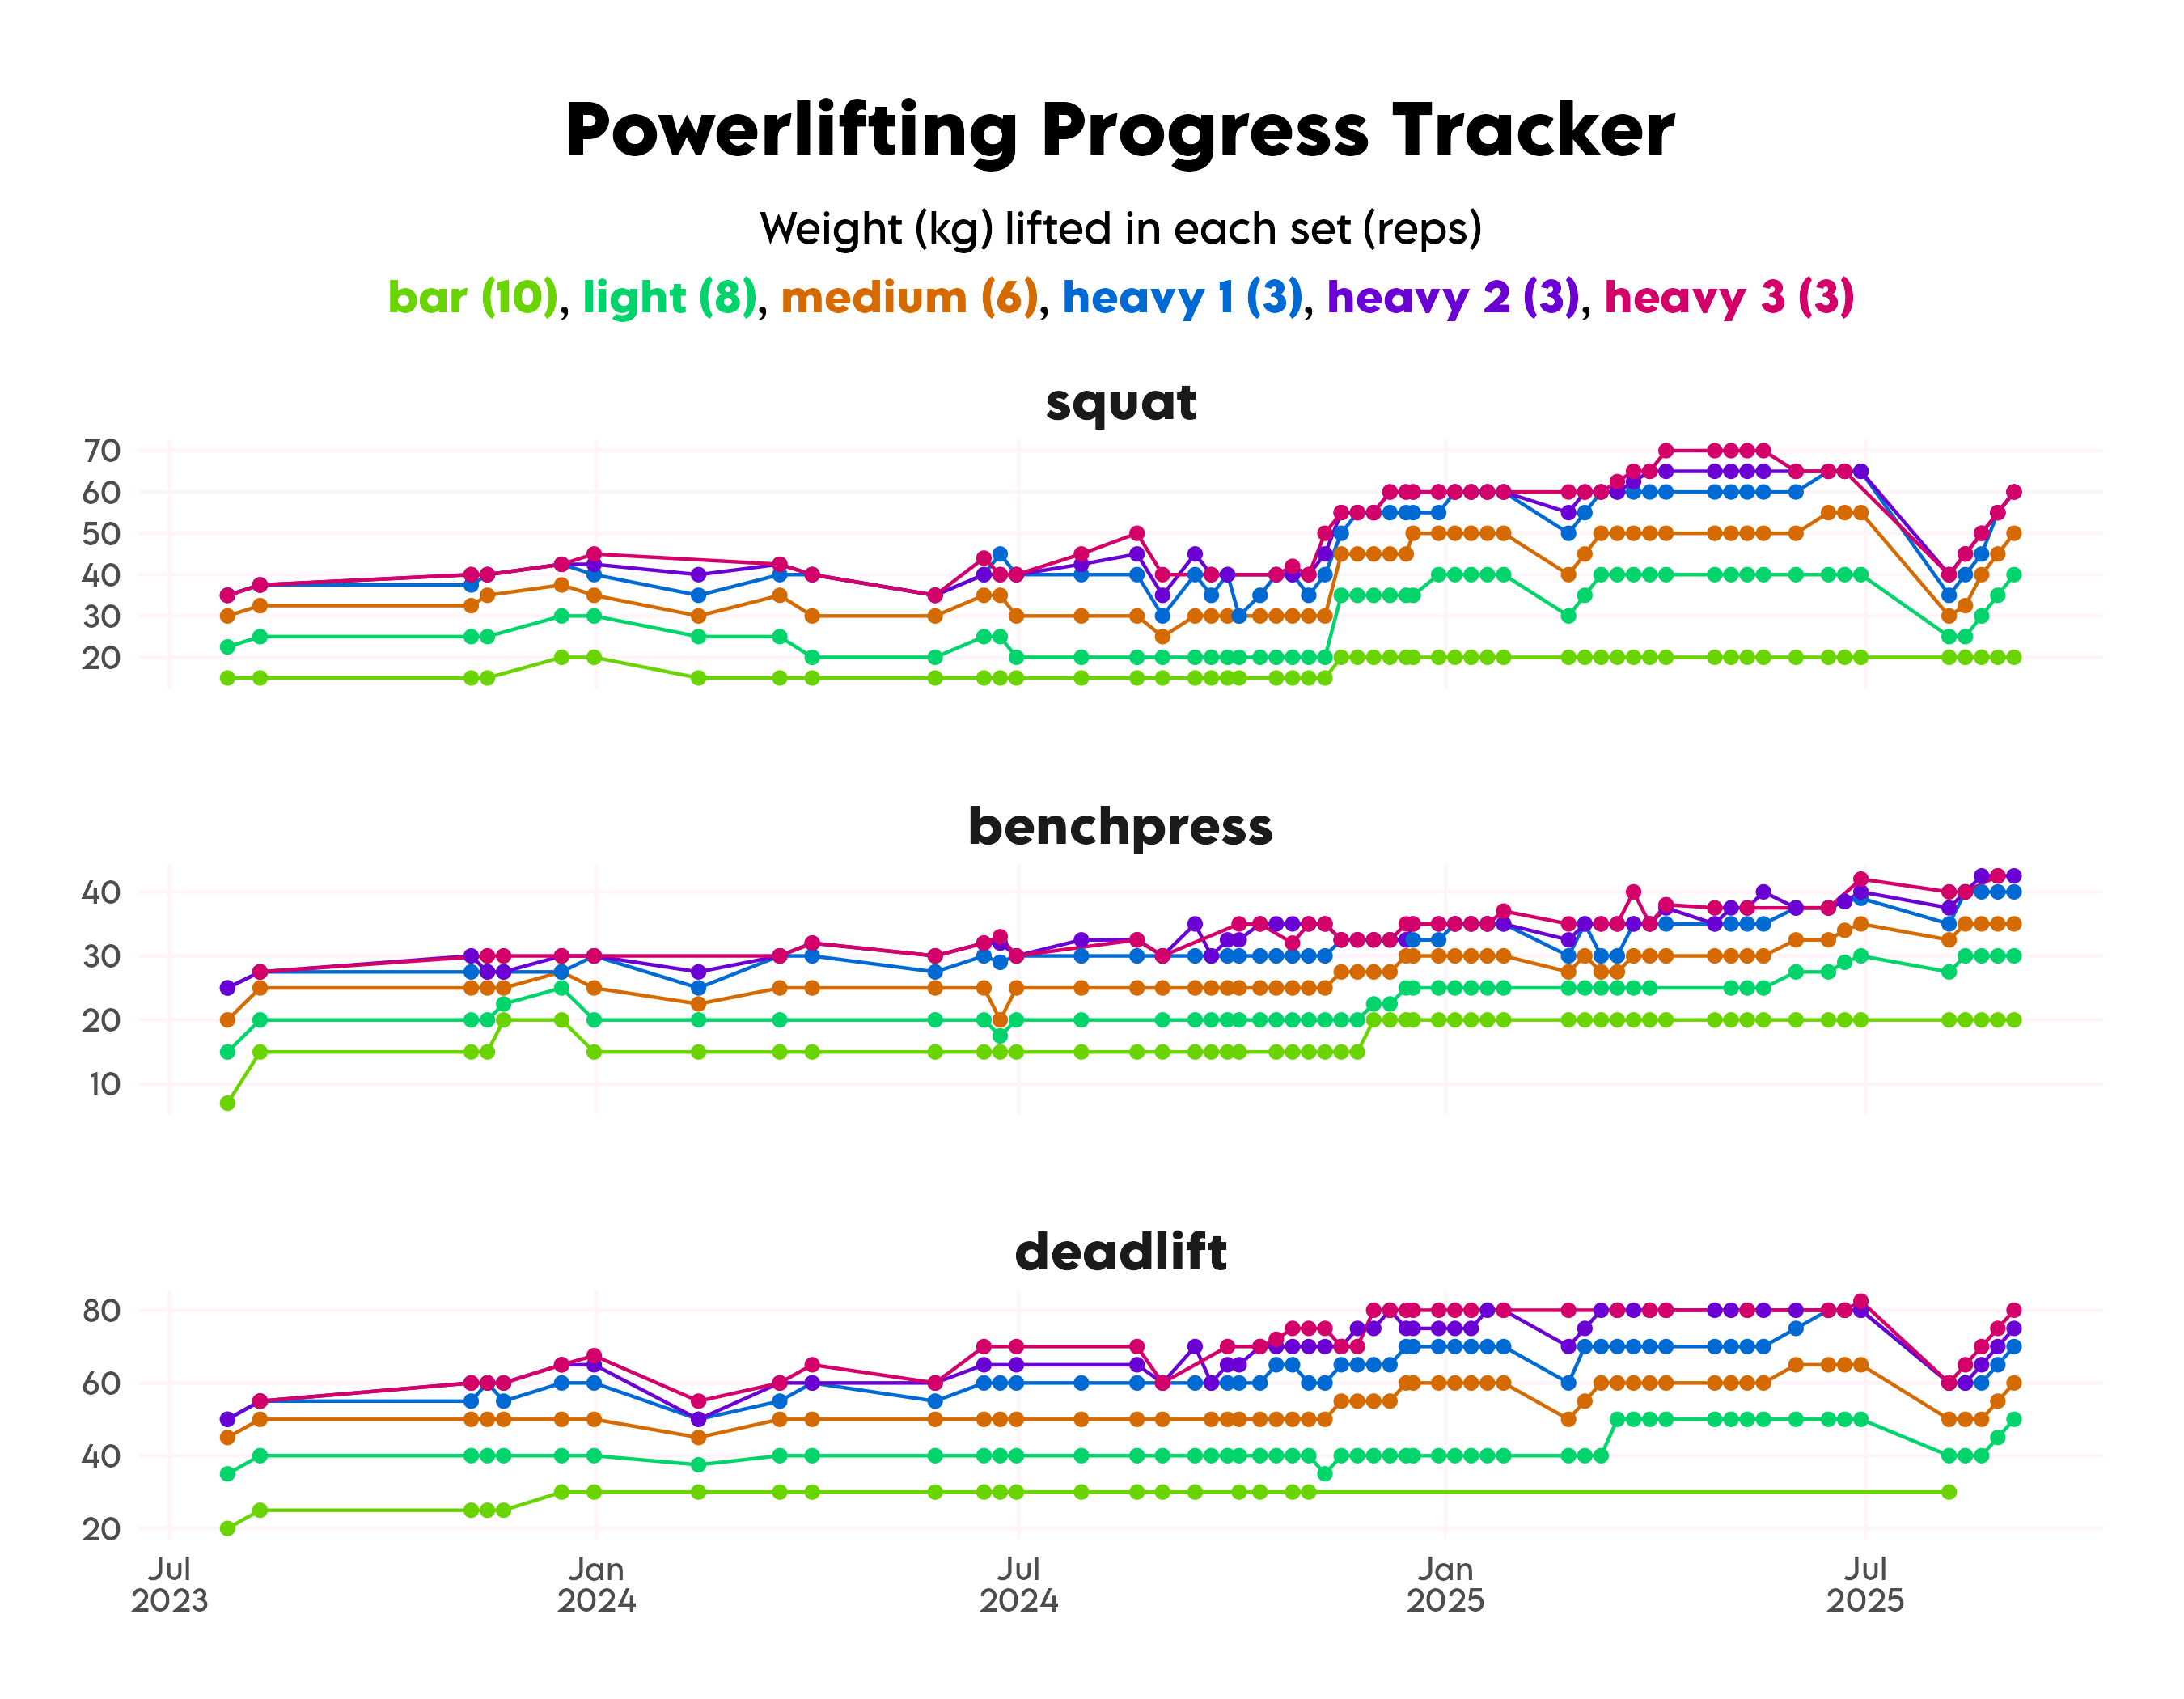 Powerlifting Progress Tracker
Weight (kg) lifted in each set (reps)
bar (10), light (8), medium (6), heavy 1 (3), heavy 2 (3), heavy 3 (3)
squat
70
60
50
40
30
20
benchpress
40
30
20
10
deadlift
80
60
40
20
Jul Jan Jul Jan Jul
2023 2024 2024 2025 2025